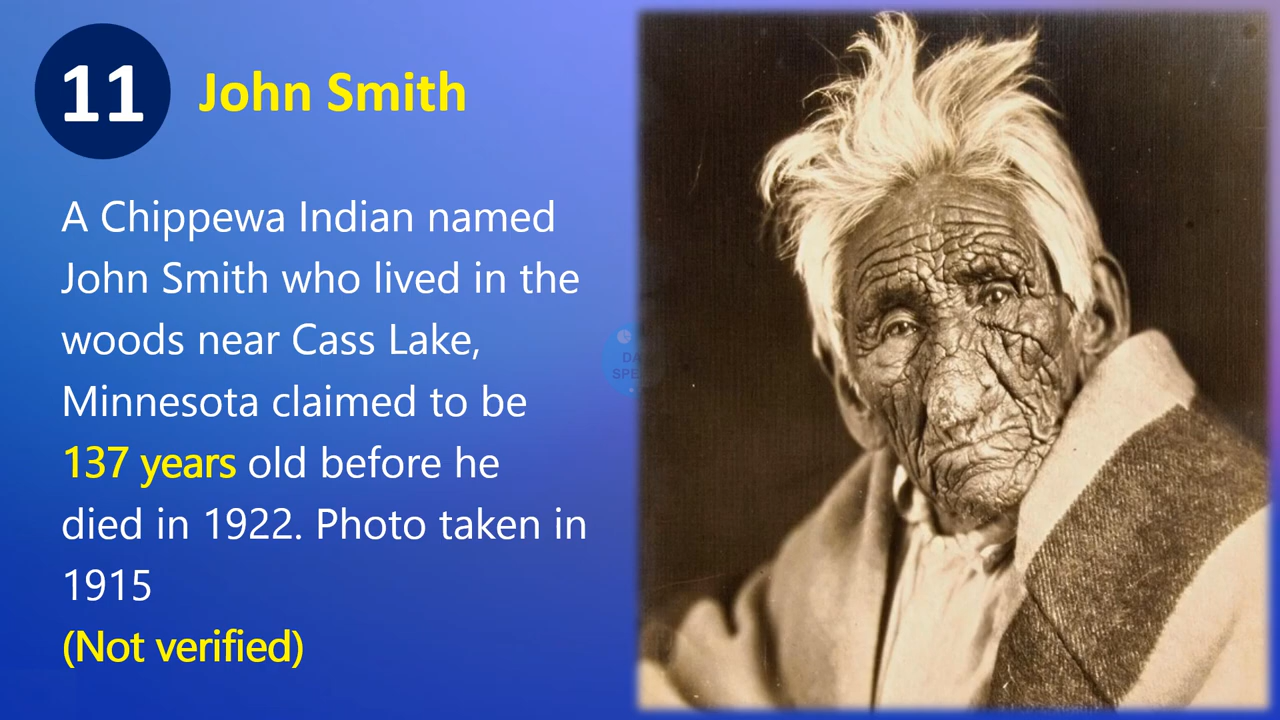 11
John Smith
A Chippewa Indian named
John Smith who lived in the
woods near Cass Lake,
Minnesota claimed to be
137 years old before he
died in 1922. Photo taken in
1915
(Not verified)